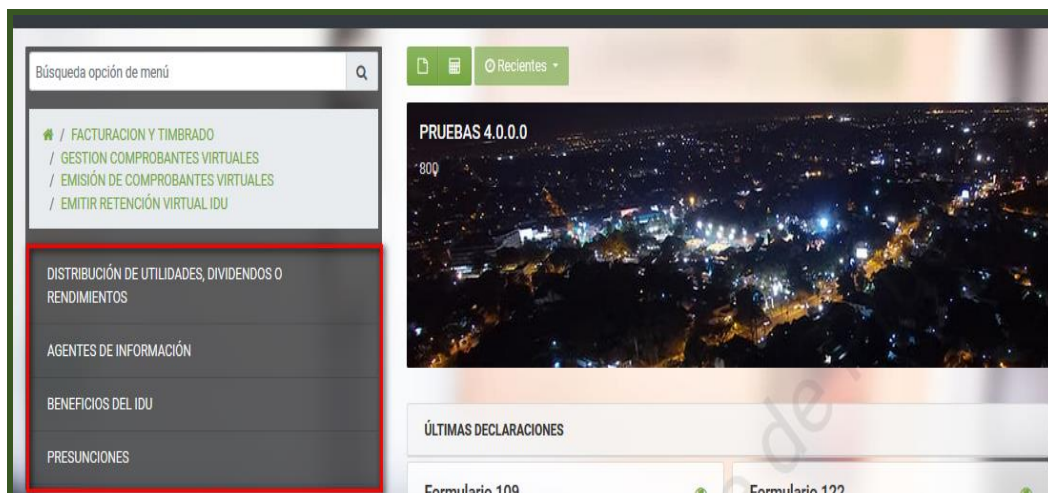 Búsqueda opción de menú
Recientes
/ FACTURACION Y TIMBRADO
/ GESTION COMPROBANTES VIRTUALES
/ EMISIÓN DE COMPROBANTES VIRTUALES
/ EMITIR RETENCIÓN VIRTUAL IDU
DISTRIBUCIÓN DE UTILIDADES, DIVIDENDOS O
RENDIMIENTOS
AGENTES DE INFORMACIÓN
BENEFICIOS DEL IDU
PRESUNCIONES
PRUEBAS 4.0.0.0
800
ÚLTIMAS DECLARACIONES
Formulario 109
Formulario 122
de